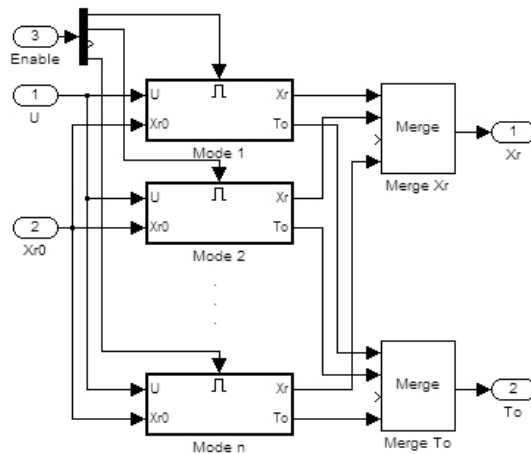 3
Enable
1
U
2
Xr0
U
Xr0
Xr
To
Mode 1
U
Xr0
Xr
To
Mode 2
U
Xr0
Xr
To
Mode n
Merge
Merge Xr
1
Xr
Merge
Merge To
2
To